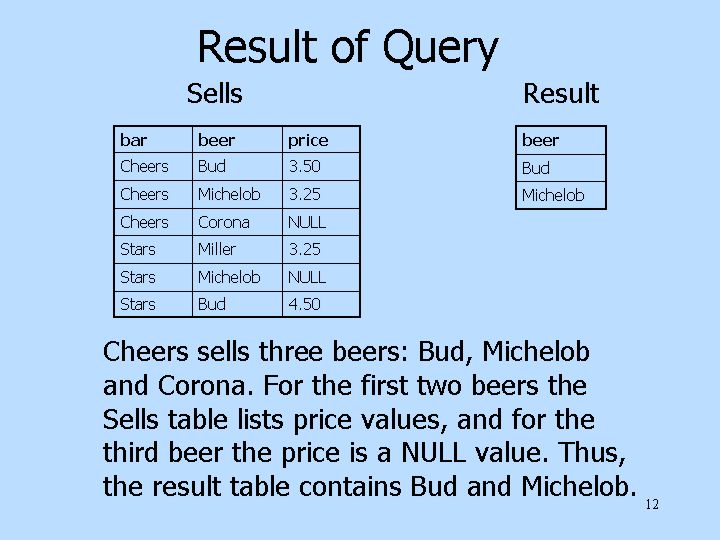 Result of Query
Sells Result
bar beer price beer
Cheers Bud 3.50 Bud
Cheers Michelob 3.25 Michelob
Cheers Corona NULL
Stars Miller 3.25
Stars Michelob NULL
Stars Bud 4.50
Cheers sells three beers: Bud, Michelob
and Corona. For the first two beers the
Sells table lists price values, and for the
third beer the price is a NULL value. Thus,
the result table contains Bud and Michelob.
12